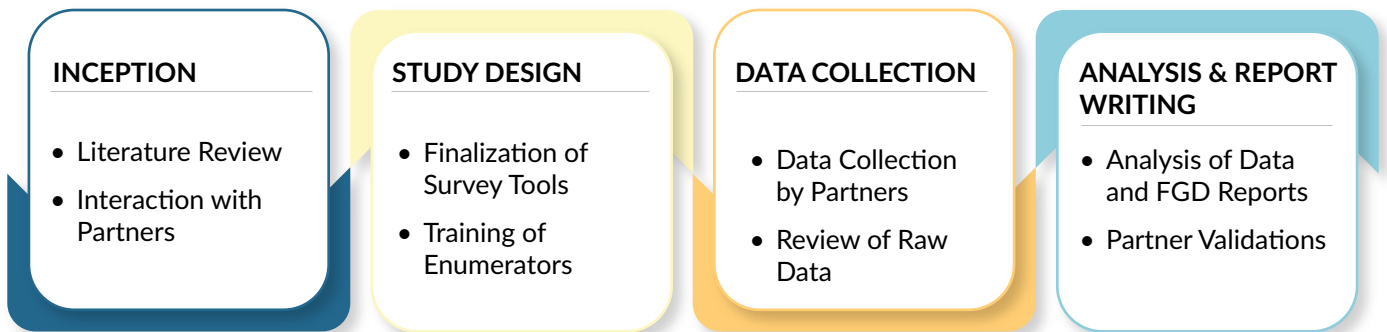 INCEPTION
• Literature Review
• Interaction with
Partners
STUDY DESIGN
• Finalization of
Survey Tools
• Training of
Enumerators
DATA COLLECTION
• Data Collection
by Partners
• Review of Raw
Data
ANALYSIS & REPORT
WRITING
• Analysis of Data
and FGD Reports
• Partner Validations